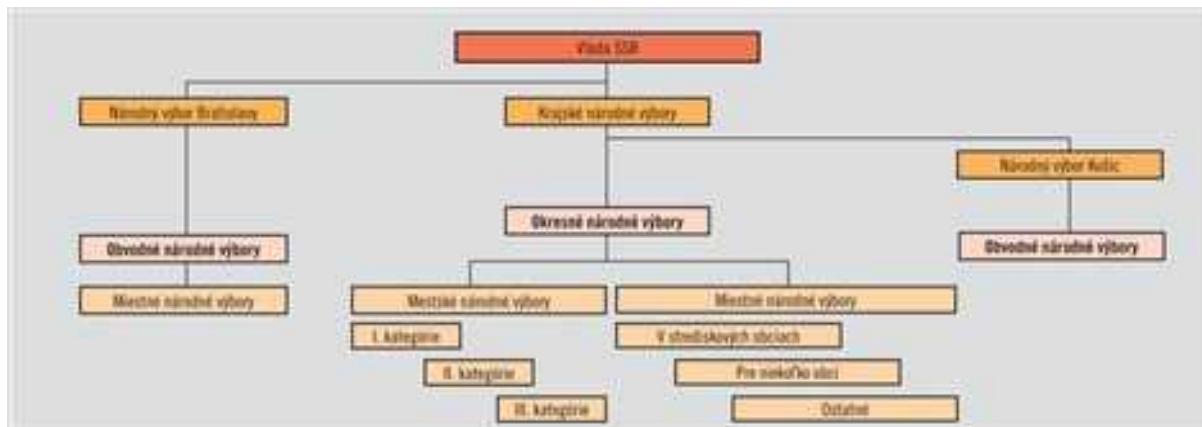 Vláda SSR
Národný výbor Bratislavy
Krajské národné výbory
Národný výbor Košíc
Okresné národné výbory
Obvodné národné výbory
Obvodné národné výbory
Miestne národné výbory
Mestské národné výbory
Miestne národné výbory
I. kategórie
V strediskových obciach
II. kategórie
Pre niekoľko obcí
III. kategórie
Ostatné